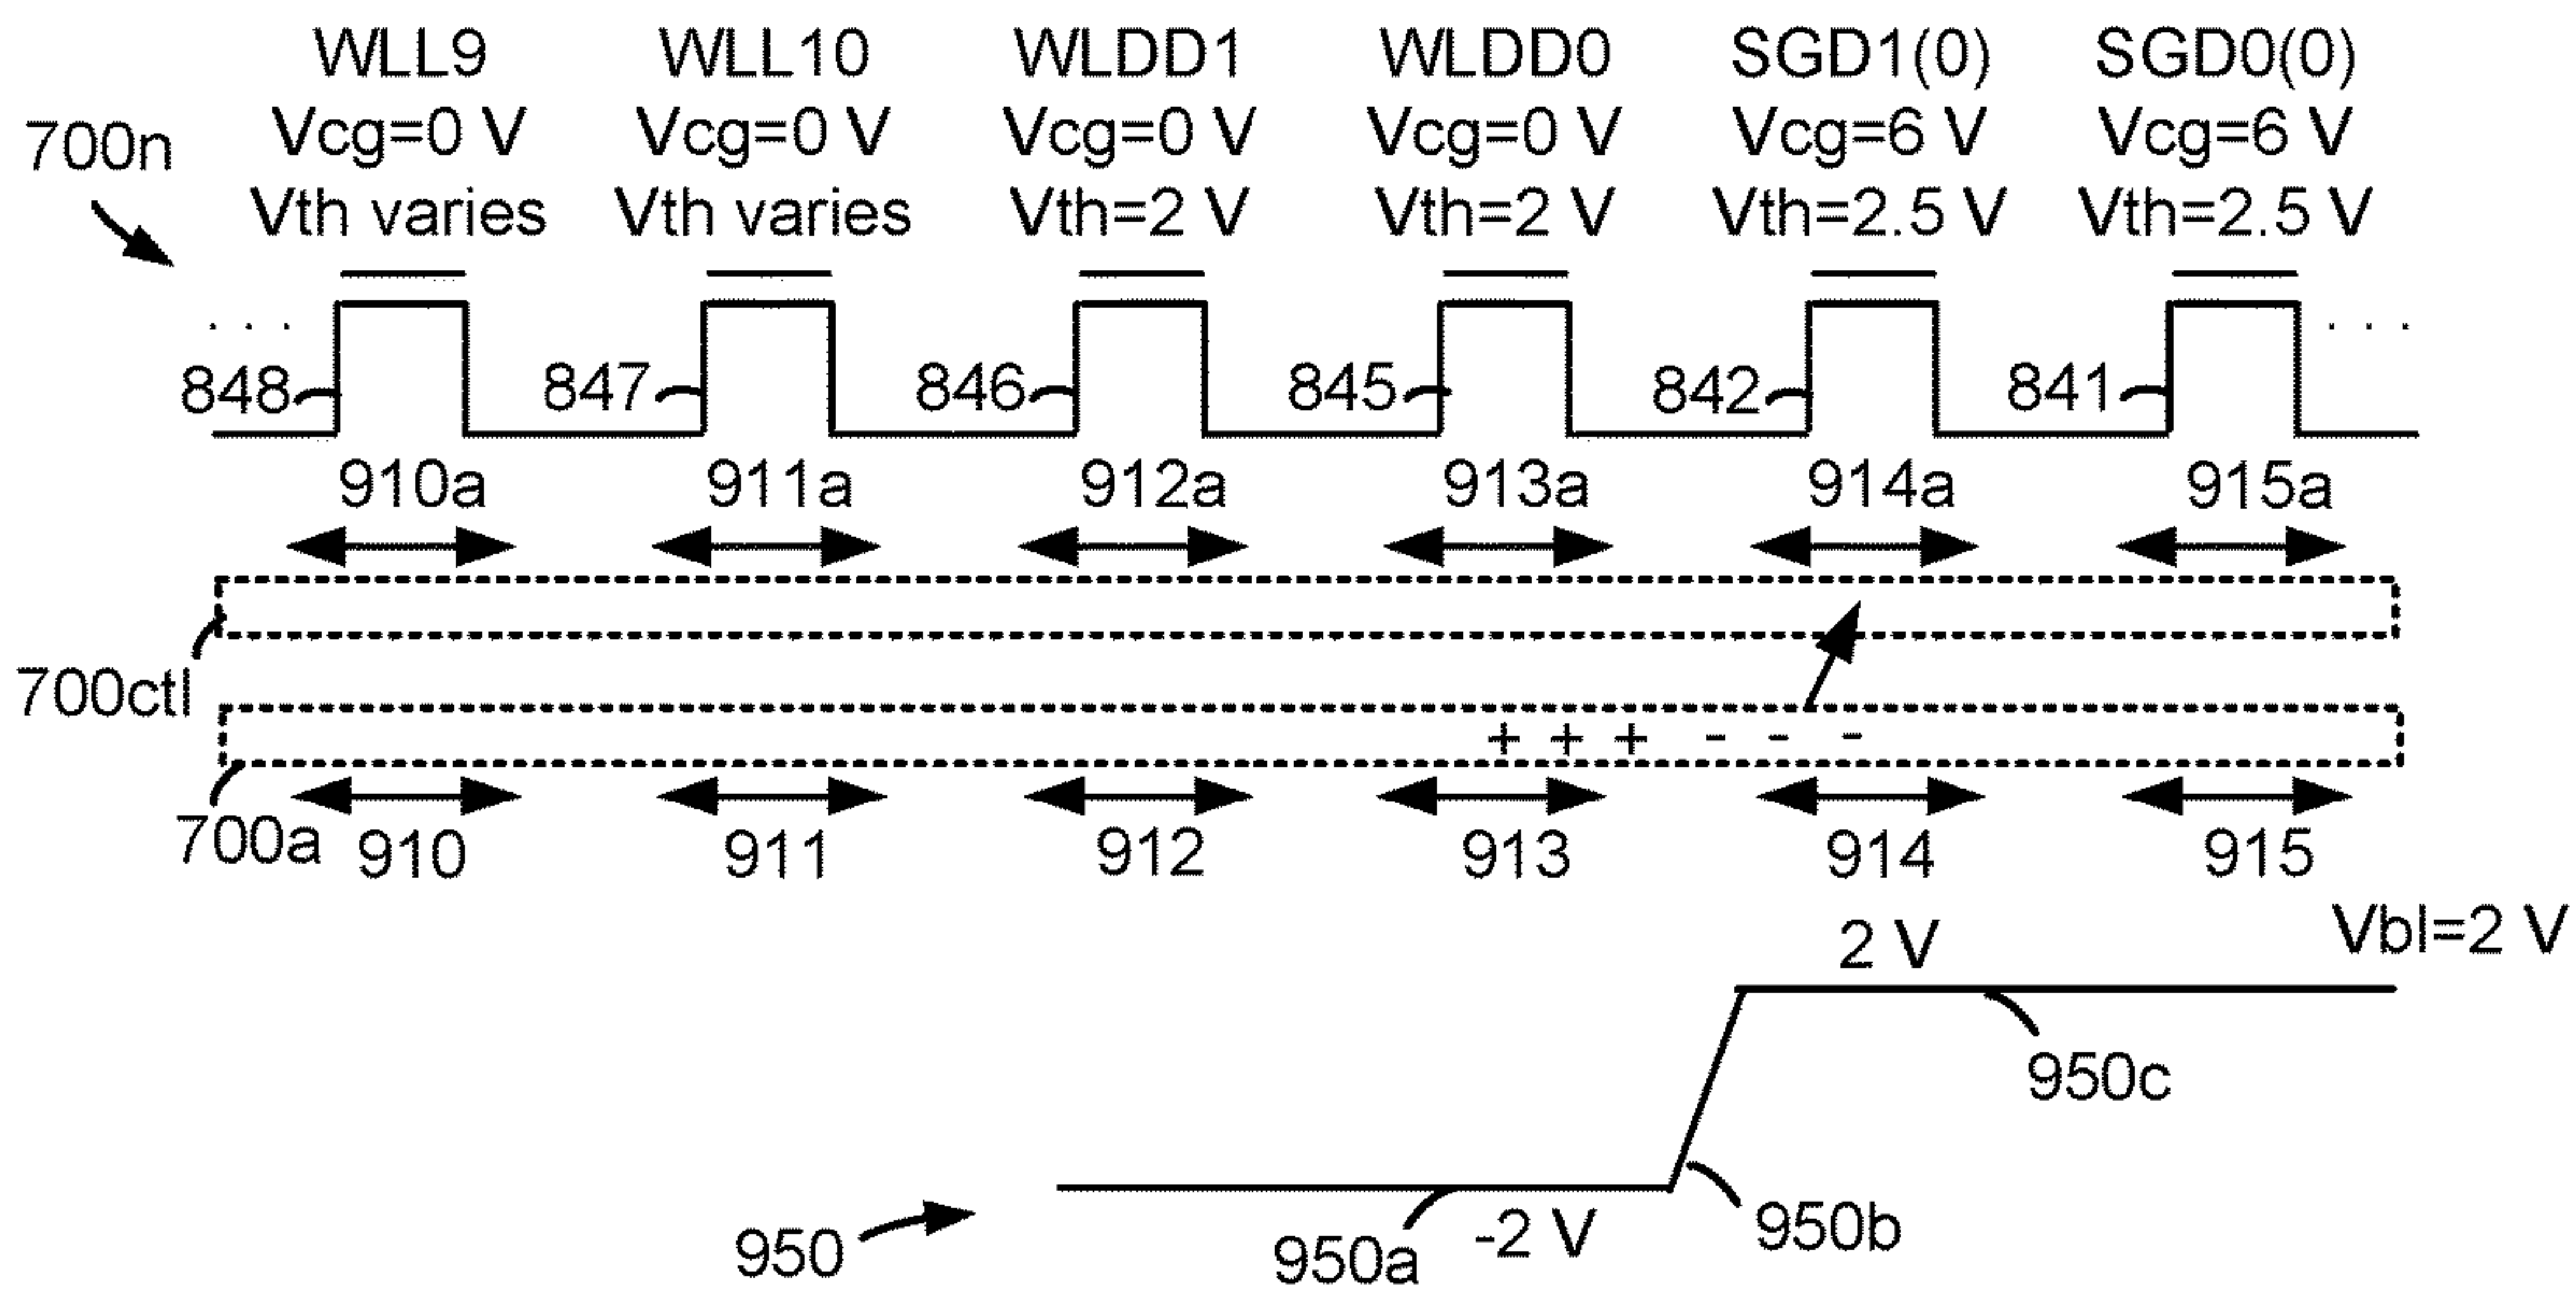 WLL9 WLL10 WLDD1 WLDD0 SGD1(0) SGD0(0)
Vcg=0 V Vcg=0 V Vcg=0 V Vcg=0 V Vcg=6 V Vcg=6 V
700n
Vth varies Vth varies Vth=2 V Vth=2 V Vth=2.5 V Vth=2.5 V
. . . . . .
848 847 846 845 842 841
910a 911a 912a 913a 914a 915a
700ctl
+ + + - - -
700a 910 911 912 913 914 915
2 V Vbl=2 V
950c
950 950a -2 V 950b